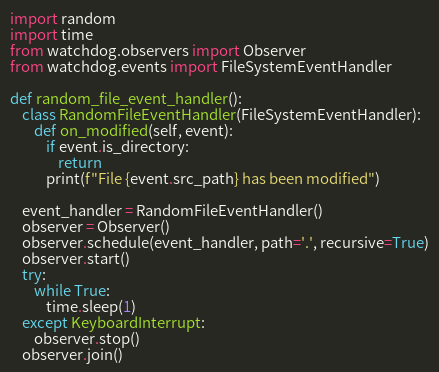 import random
import time
from watchdog.observers import Observer
from watchdog.events import FileSystemEventHandler

def random_file_event_handler():
    class RandomFileEventHandler(FileSystemEventHandler):
        def on_modified(self, event):
            if event.is_directory:
                return
            print(f"File {event.src_path} has been modified")

    event_handler = RandomFileEventHandler()
    observer = Observer()
    observer.schedule(event_handler, path='.', recursive=True)
    observer.start()
    try:
        while True:
            time.sleep(1)
    except KeyboardInterrupt:
        observer.stop()
    observer.join()